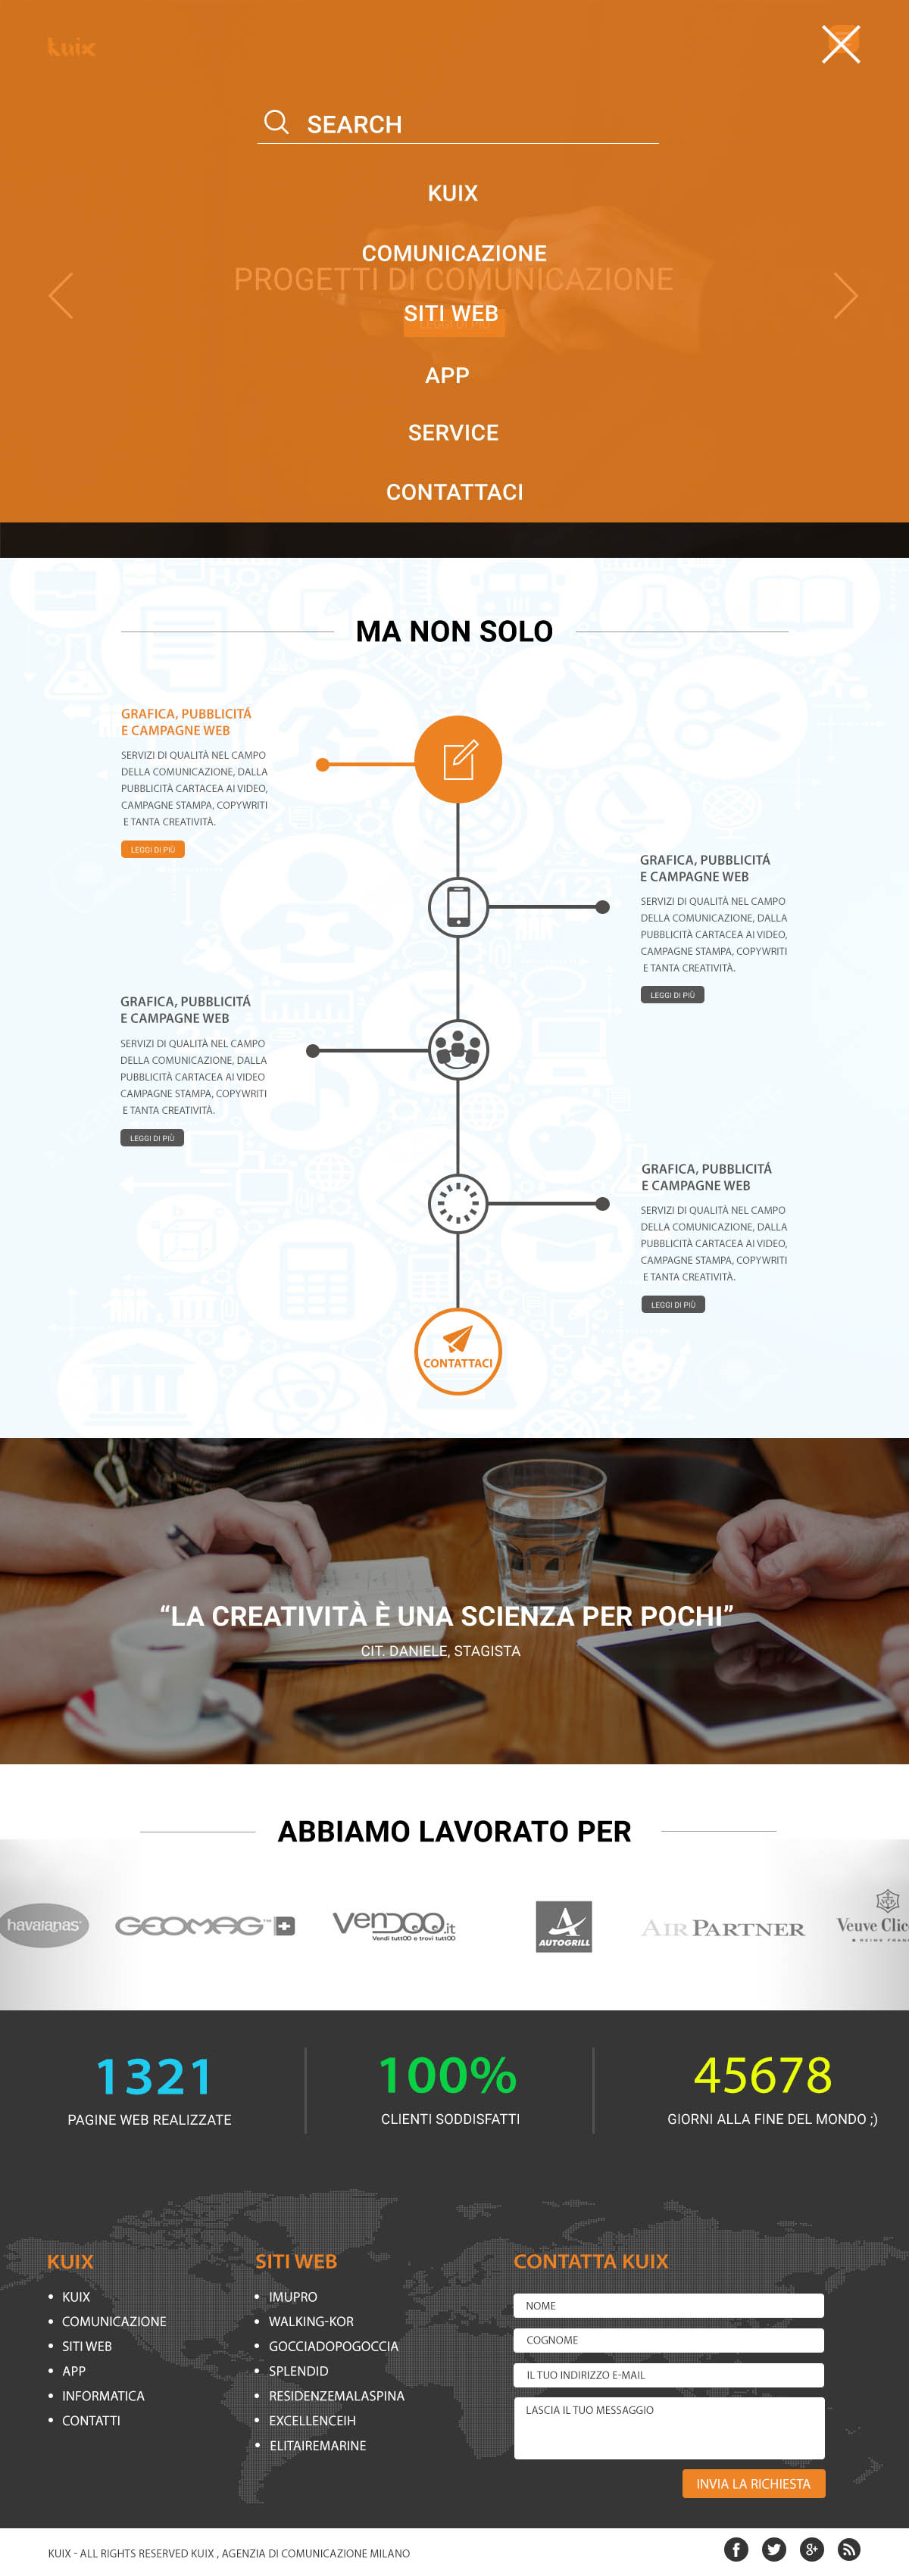 kuix
SEARCH
KUIX
COMUNICAZIONE
PROGETTI DI COMUNICAZIONE
SITI WEB
LEGGI DI PIÙ
APP
SERVICE
CONTATTACI
MA NON SOLO
GRAFICA, PUBBLICITÁ
E CAMPAGNE WEB
SERVIZI DI QUALITÀ NEL CAMPO
DELLA COMUNICAZIONE, DALLA
PUBBLICITÀ CARTACEA AI VIDEO,
CAMPAGNE STAMPA, COPYWRITI
E TANTA CREATIVITÀ.
LEGGI DI PIÙ
GRAFICA, PUBBLICITÁ
E CAMPAGNE WEB
SERVIZI DI QUALITÀ NEL CAMPO
DELLA COMUNICAZIONE, DALLA
PUBBLICITÀ CARTACEA AI VIDEO,
CAMPAGNE STAMPA, COPYWRITI
E TANTA CREATIVITÀ.
LEGGI DI PIÙ
GRAFICA, PUBBLICITÁ
E CAMPAGNE WEB
SERVIZI DI QUALITÀ NEL CAMPO
DELLA COMUNICAZIONE, DALLA
PUBBLICITÀ CARTACEA AI VIDEO
CAMPAGNE STAMPA, COPYWRITI
E TANTA CREATIVITÀ.
LEGGI DI PIÙ
GRAFICA, PUBBLICITÁ
E CAMPAGNE WEB
SERVIZI DI QUALITÀ NEL CAMPO
DELLA COMUNICAZIONE, DALLA
PUBBLICITÀ CARTACEA AI VIDEO,
CAMPAGNE STAMPA, COPYWRITI
E TANTA CREATIVITÀ.
LEGGI DI PIÙ
CONTATTACI
“LA CREATIVITÀ È UNA SCIENZA PER POCHI”
CIT. DANIELE, STAGISTA
ABBIAMO LAVORATO PER
havaianas
GEOMAG
vendoo.it
Vendi tuttOO e trovi tuttOO
AUTOGRILL
AIR PARTNER
VCP
Veuve Clic
A REIMS FRAN
1321
PAGINE WEB REALIZZATE
100%
CLIENTI SODDISFATTI
45678
GIORNI ALLA FINE DEL MONDO ;)
KUIX
KUIX
COMUNICAZIONE
SITI WEB
APP
INFORMATICA
CONTATTI
SITI WEB
IMUPRO
WALKING-KOR
GOCCIADOPOGOCCIA
SPLENDID
RESIDENZEMALASPINA
EXCELLENCEIH
ELITAIREMARINE
CONTATTA KUIX
NOME
COGNOME
IL TUO INDIRIZZO E-MAIL
LASCIA IL TUO MESSAGGIO
INVIA LA RICHIESTA
KUIX - ALL RIGHTS RESERVED KUIX , AGENZIA DI COMUNICAZIONE MILANO